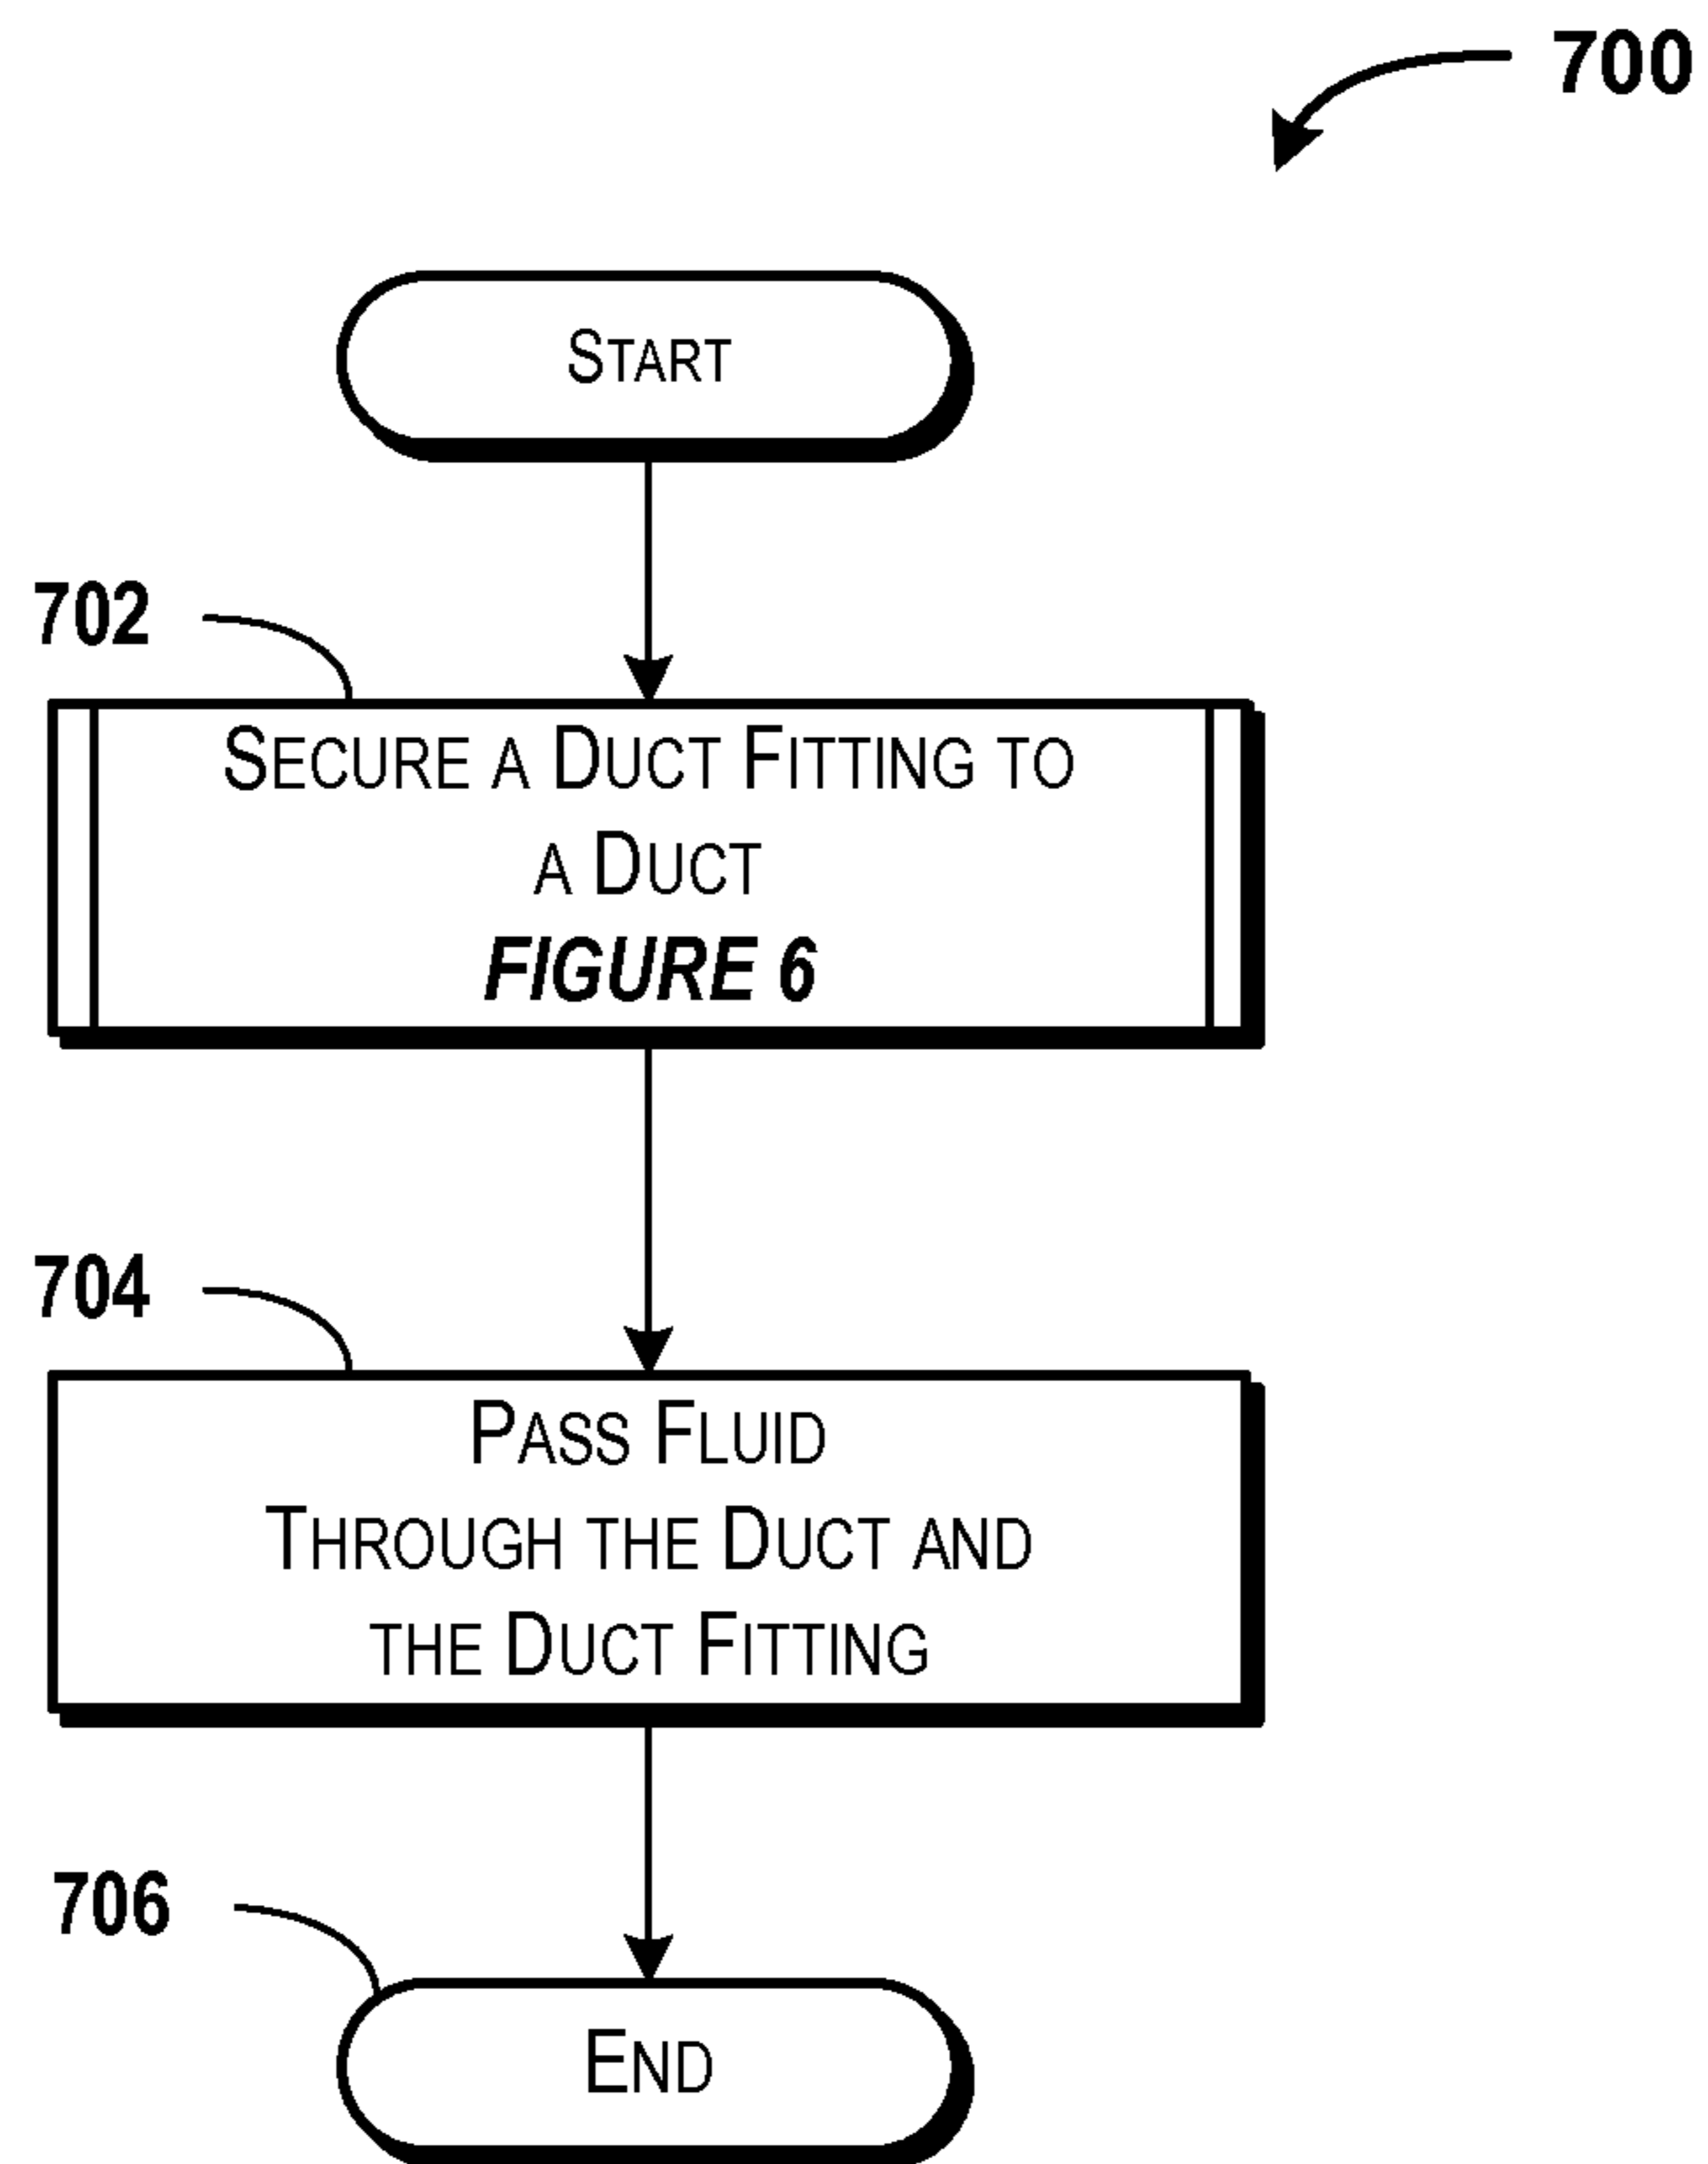 700
START
702
SECURE A DUCT FITTING TO
A DUCT
FIGURE 6
704
PASS FLUID
THROUGH THE DUCT AND
THE DUCT FITTING
706
END